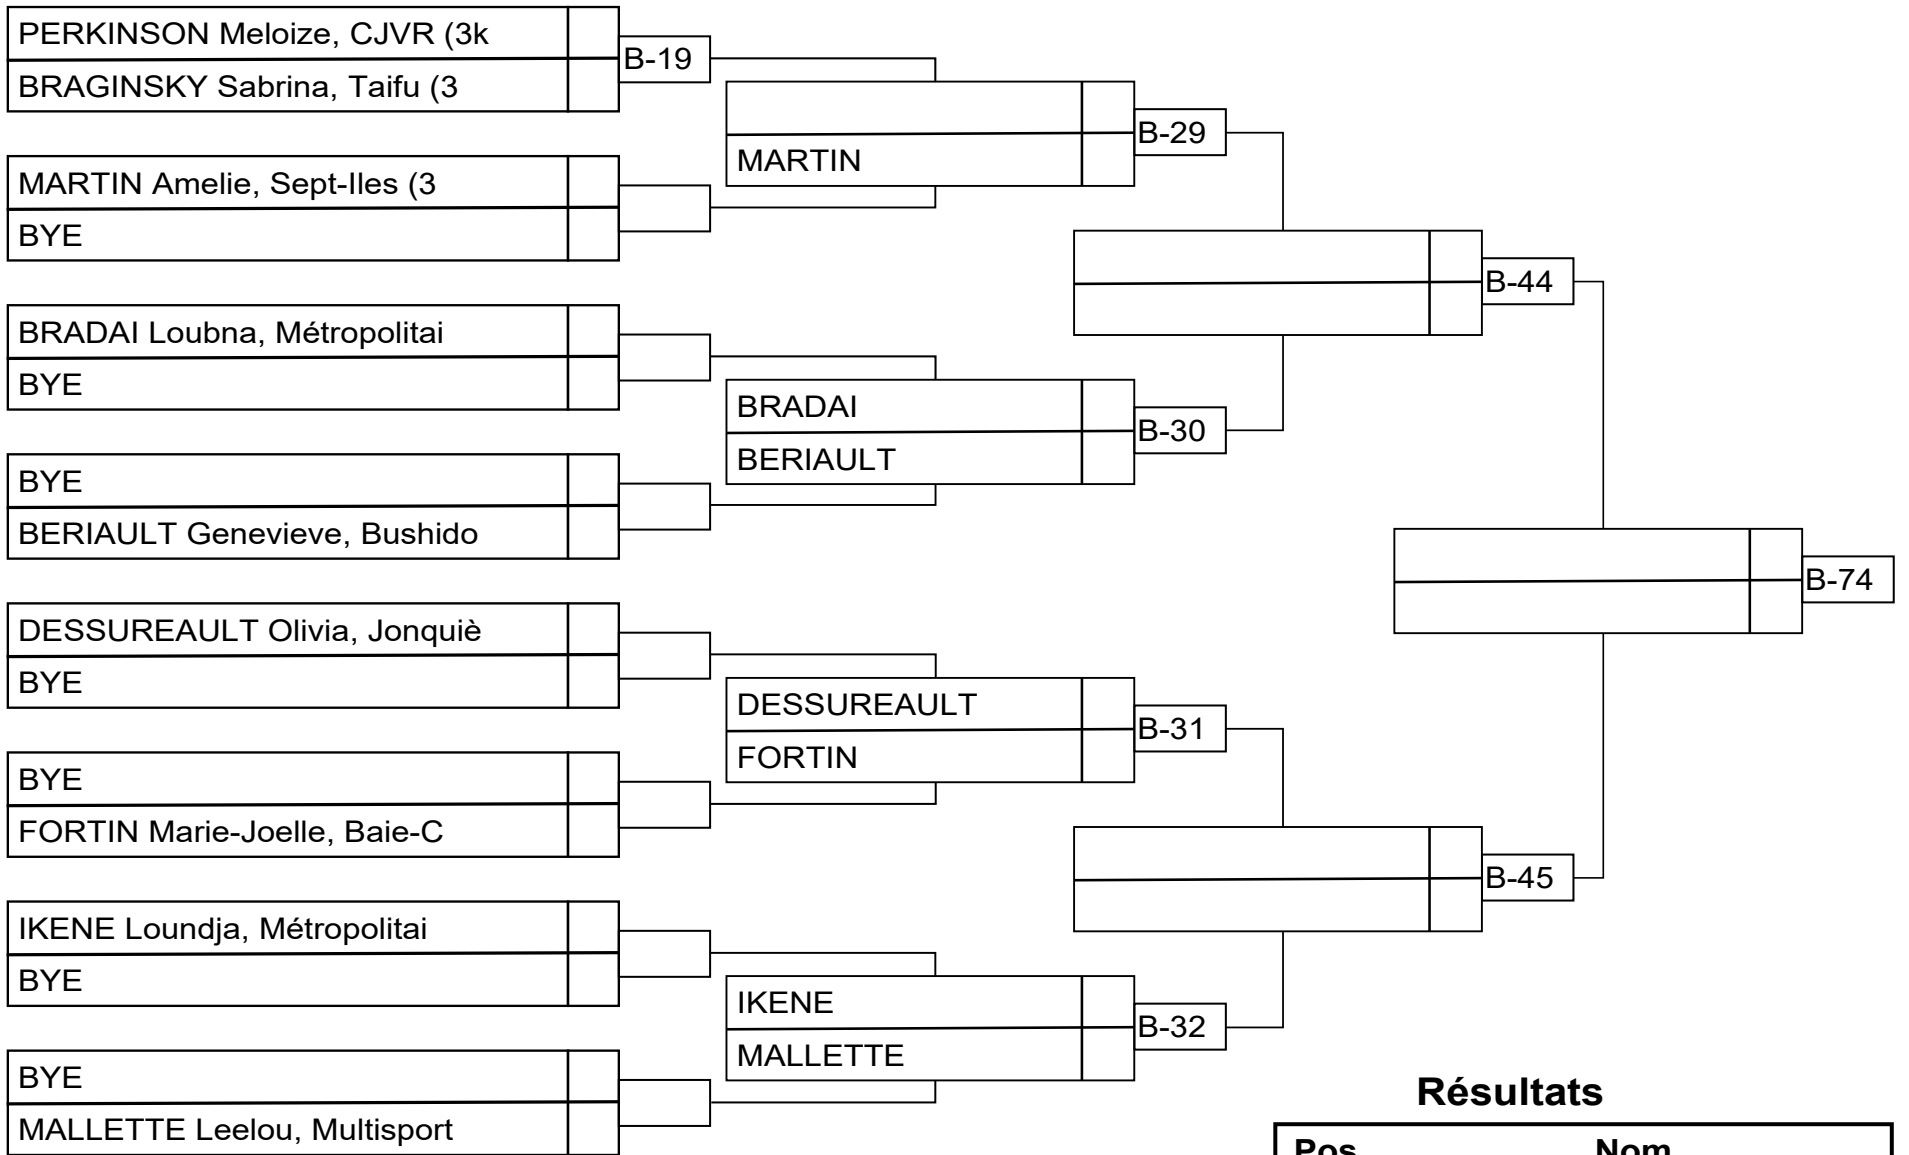 PERKINSON Meloize, CJVR (3k
BRAGINSKY Sabrina, Taifu (3
B-19
MARTIN Amelie, Sept-Iles (3
BYE
MARTIN
B-29
BRADAI Loubna, Métropolitai
BYE
BYE
BERIAULT Genevieve, Bushido
BRADAI
BERIAULT
B-30
B-44
DESSUREAULT Olivia, Jonquiè
BYE
BYE
FORTIN Marie-Joelle, Baie-C
DESSUREAULT
FORTIN
B-31
IKENE Loundja, Métropolitai
BYE
BYE
MALLETTE Leelou, Multisport
IKENE
MALLETTE
B-32
B-45
B-74
Résultats
Pos Nom